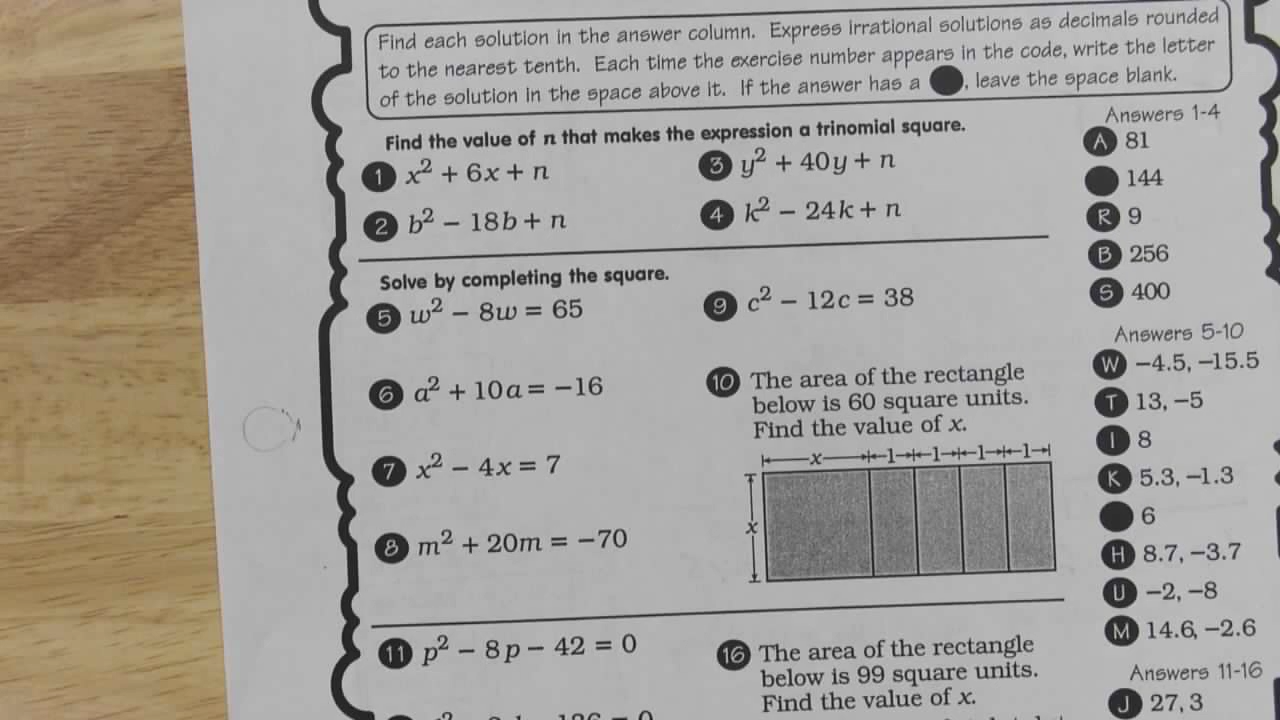 Find each solution in the answer column. Express irrational solutions as decimals rounded
to the nearest tenth. Each time the exercise number appears in the code, write the letter
of the solution in the space above it. If the answer has a ●, leave the space blank.
Find the value of n that makes the expression a trinomial square.
1 x² + 6x + n
3 y² + 40y + n
2 b² − 18b + n
4 k² − 24k + n
Solve by completing the square.
5 w² − 8w = 65
9 c² − 12c = 38
6 a² + 10a = −16
10 The area of the rectangle
below is 60 square units.
Find the value of x.
x 1 1 1 1
x
7 x² − 4x = 7
8 m² + 20m = −70
11 p² − 8p − 42 = 0
16 The area of the rectangle
below is 99 square units.
Find the value of x.
Answers 1-4
A 81
● 144
R 9
B 256
S 400
Answers 5-10
W −4.5, −15.5
T 13, −5
I 8
K 5.3, −1.3
● 6
H 8.7, −3.7
U −2, −8
M 14.6, −2.6
Answers 11-16
J 27, 3